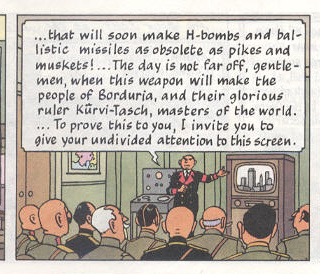 ...that will soon make H-bombs and bal-
listic missiles as obsolete as pikes and
muskets!...The day is not far off, gentle-
men, when this weapon will make the
people of Borduria, and their glorious
ruler Kûrvi-Tasch, masters of the world.
...To prove this to you, I invite you to
give your undivided attention to this screen.